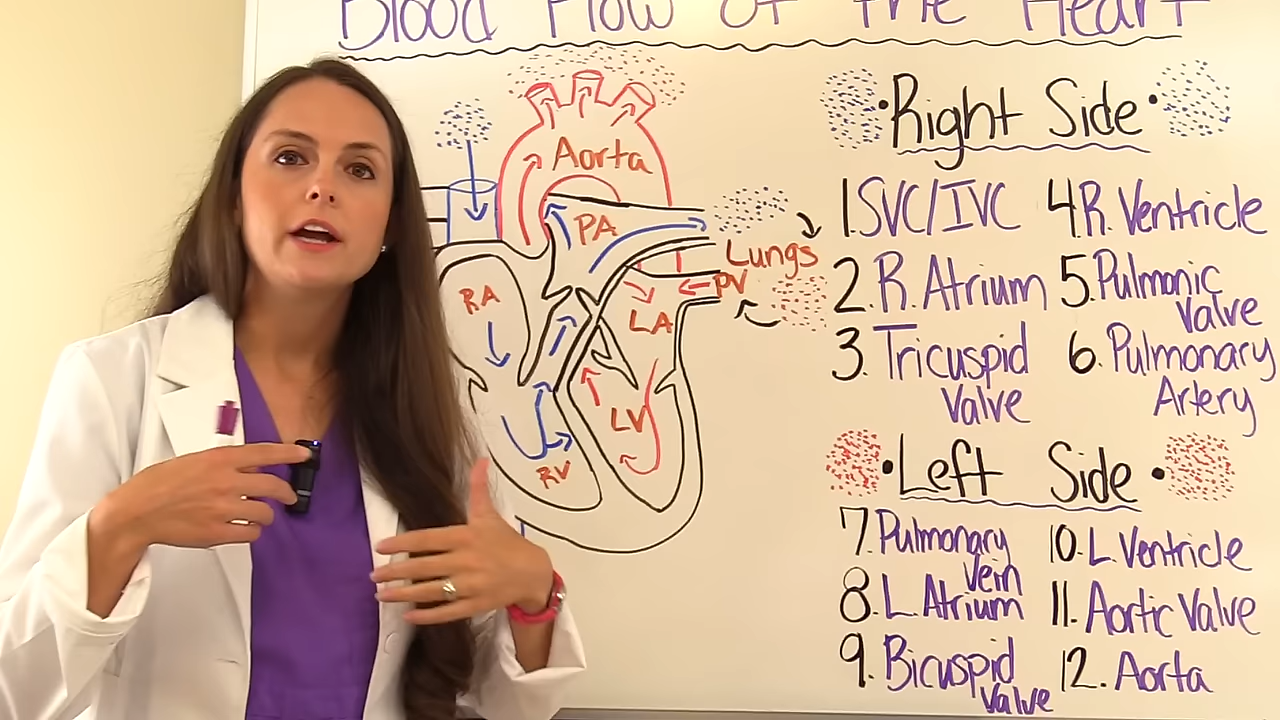 Blood Flow of the Heart
Aorta
PA
Lungs
PV
RA
LA
LV
RV
•Right Side•
1. SVC/IVC
2. R. Atrium
3. Tricuspid
Valve
4. R. Ventricle
5. Pulmonic
Valve
6. Pulmonary
Artery
•Left Side•
7. Pulmonary
Vein
8. L. Atrium
9. Bicuspid
Valve
10. L. Ventricle
11. Aortic Valve
12. Aorta